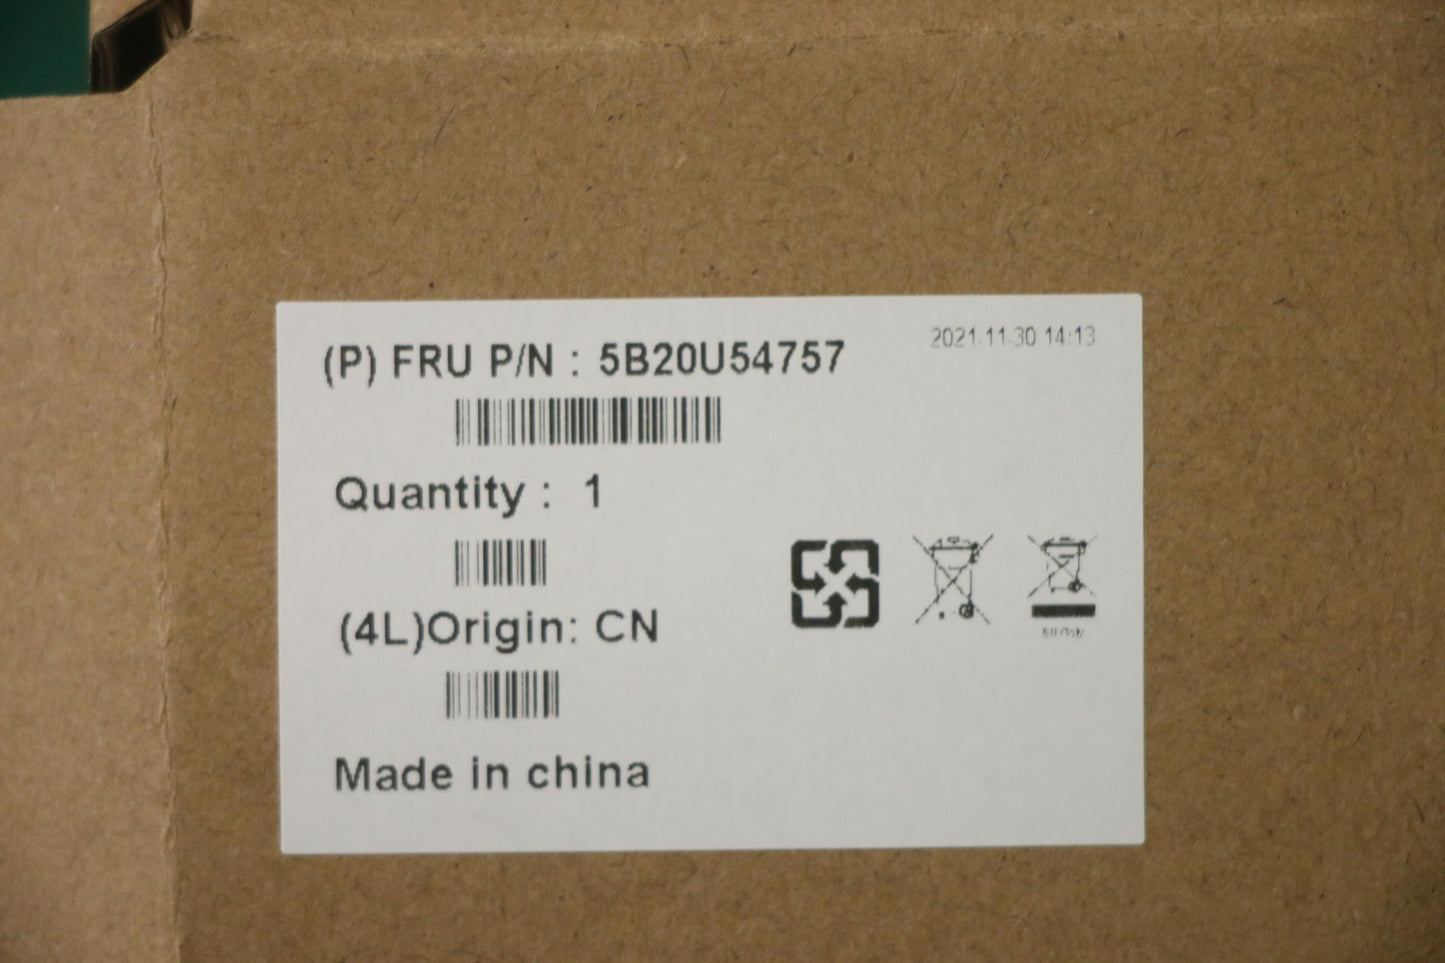 (P) FRU P/N : 5B20U54757
2021.11.30 14:13
Quantity : 1
(4L)Origin: CN
Made in china